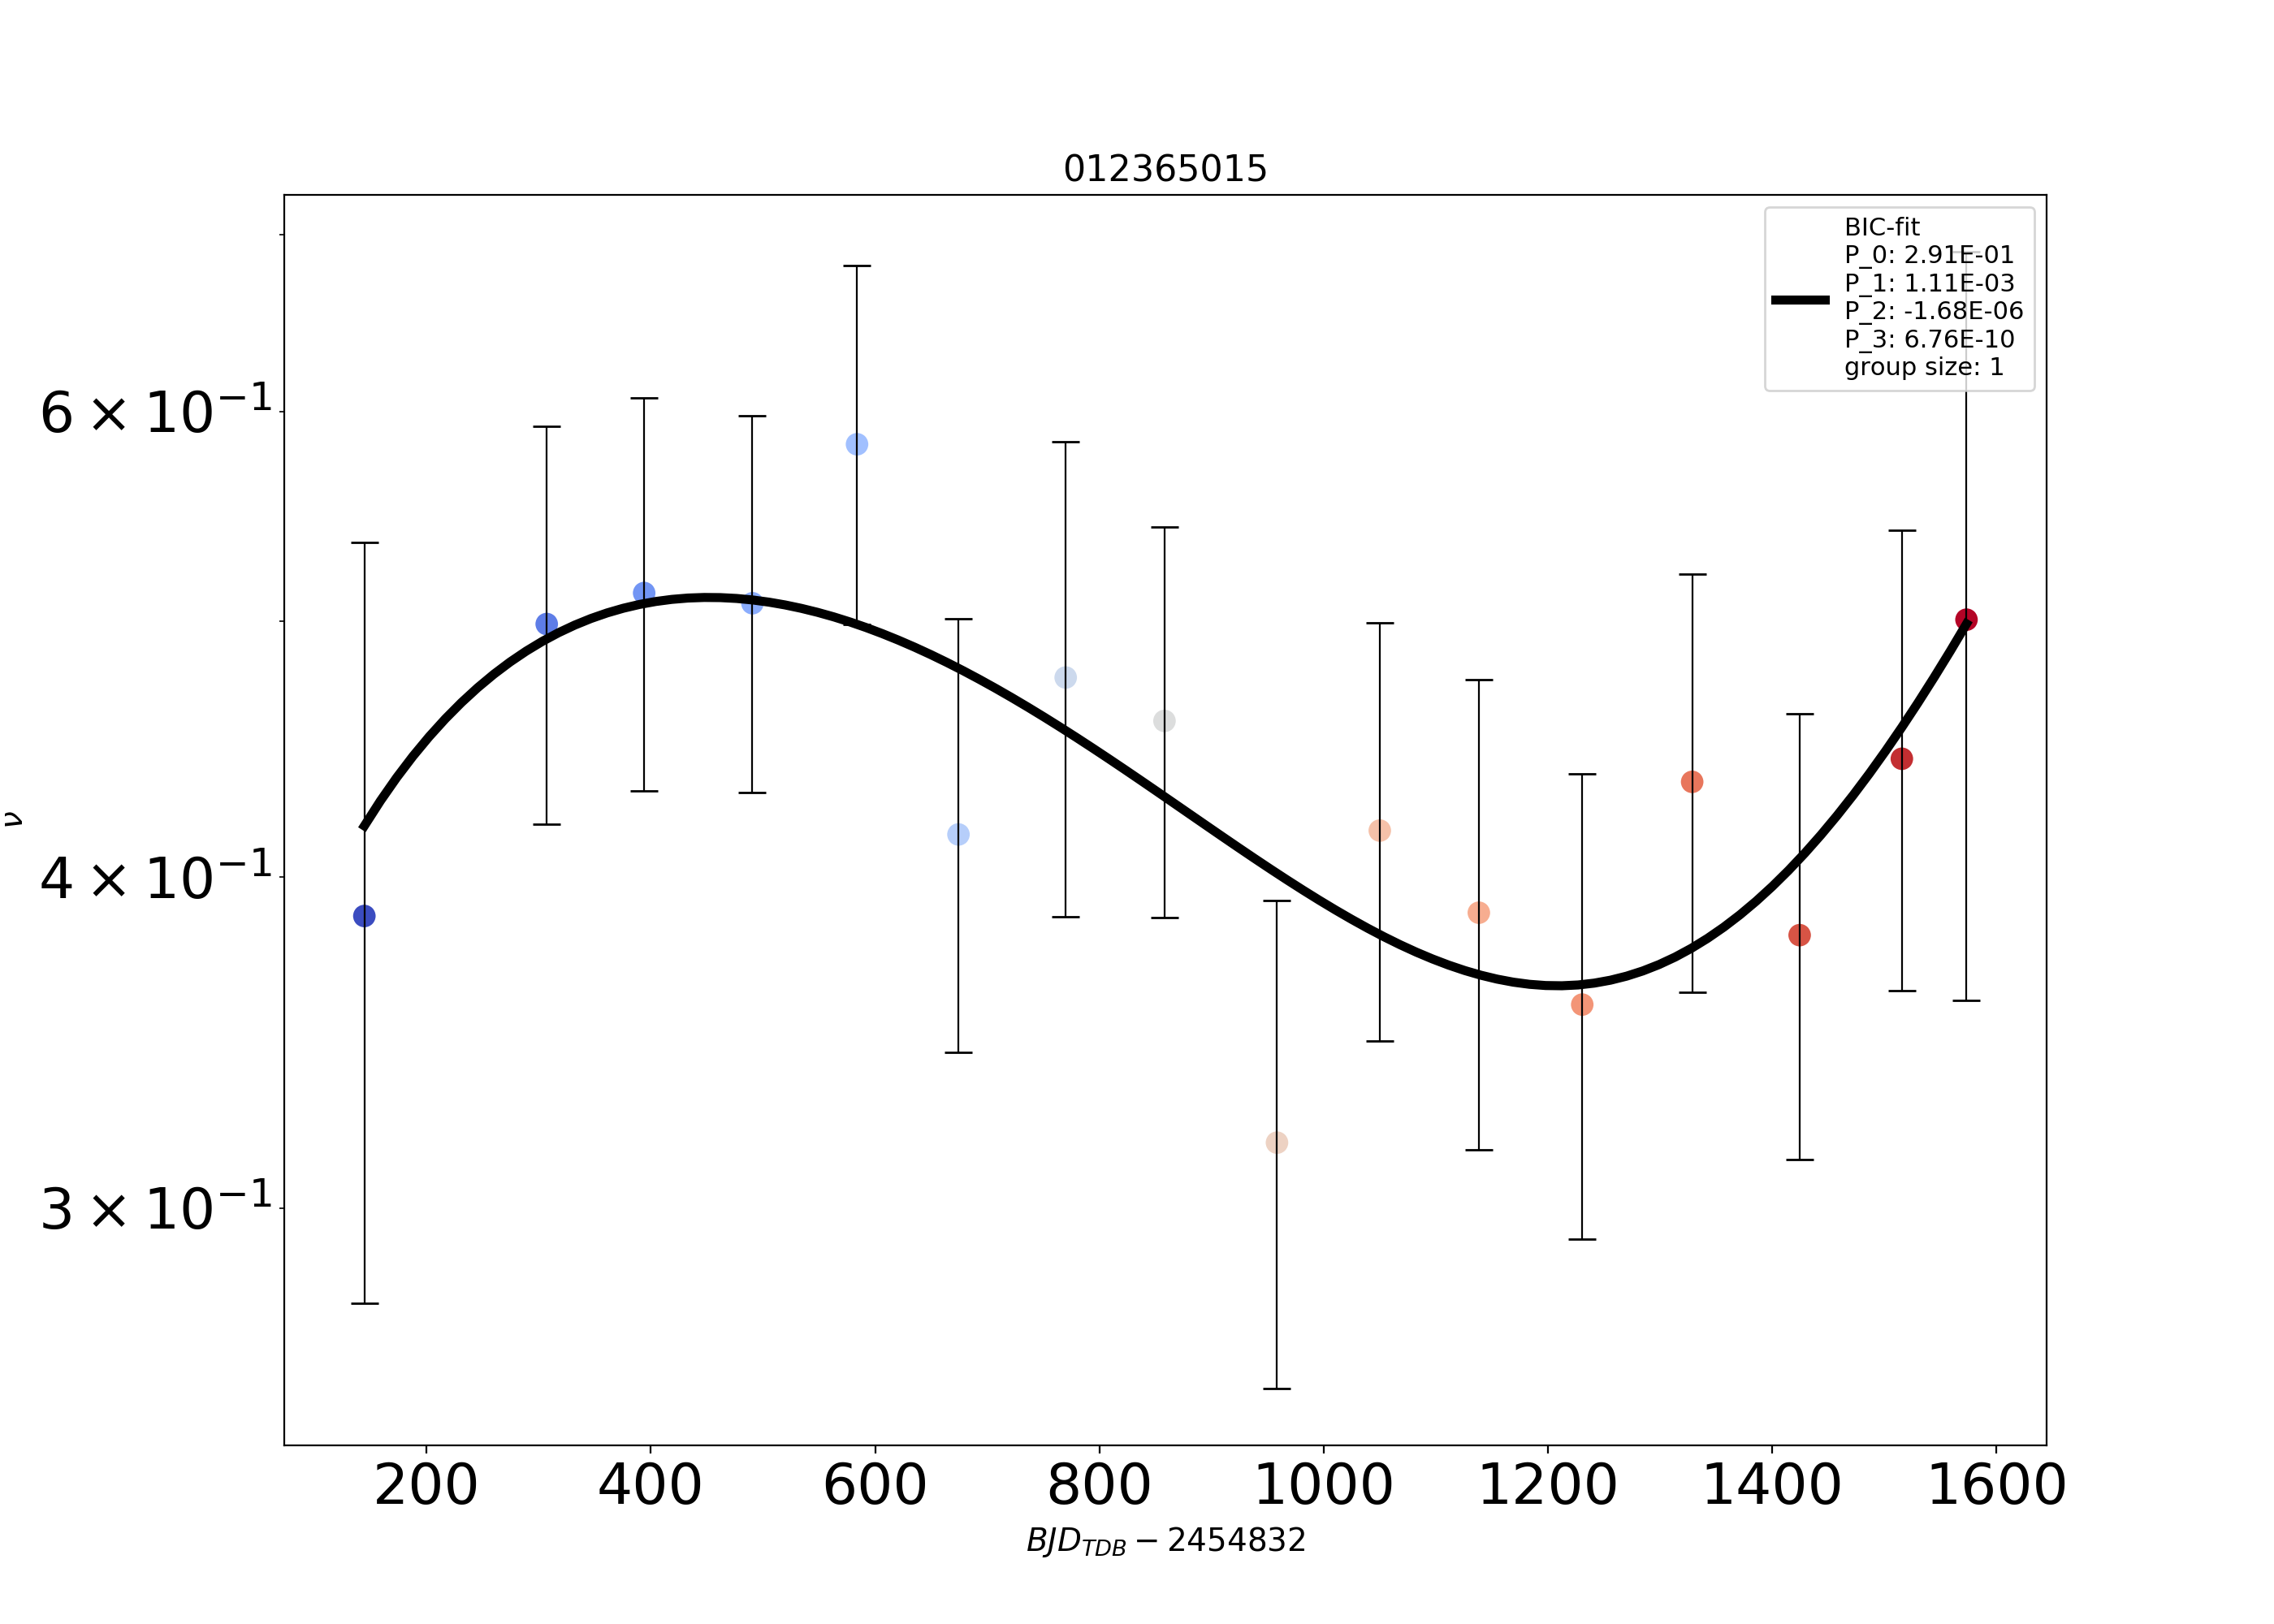 012365015
BIC-fit
P_0: 2.91E-01
P_1: 1.11E-03
P_2: -1.68E-06
P_3: 6.76E-10
group size: 1
6 × 10⁻¹
4 × 10⁻¹
3 × 10⁻¹
ν
200 400 600 800 1000 1200 1400 1600
BJD_TDB − 2454832